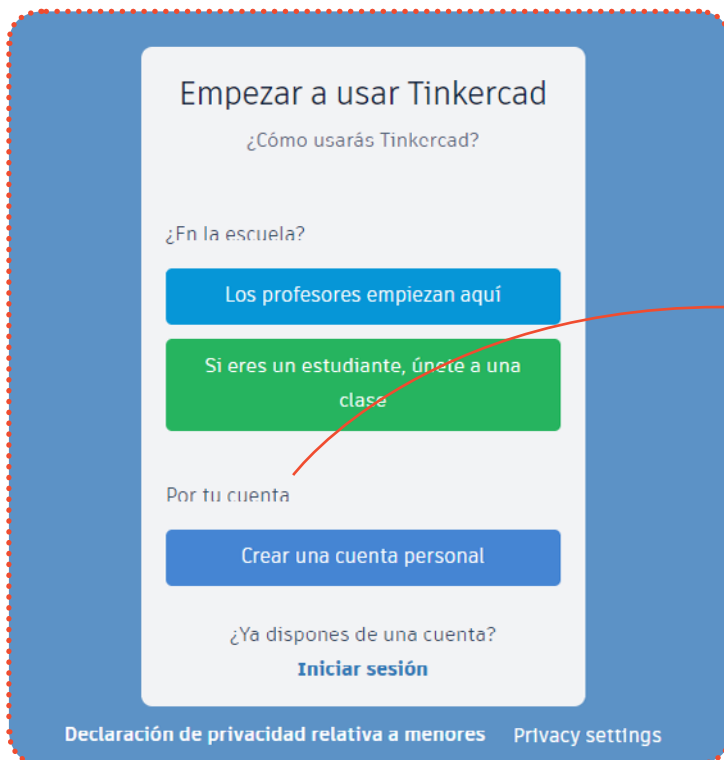 Empezar a usar Tinkercad
¿Cómo usarás Tinkercad?
¿En la escuela?
Los profesores empiezan aquí
Si eres un estudiante, únete a una
clase
Por tu cuenta
Crear una cuenta personal
¿Ya dispones de una cuenta?
Iniciar sesión
Declaración de privacidad relativa a menores Privacy settings